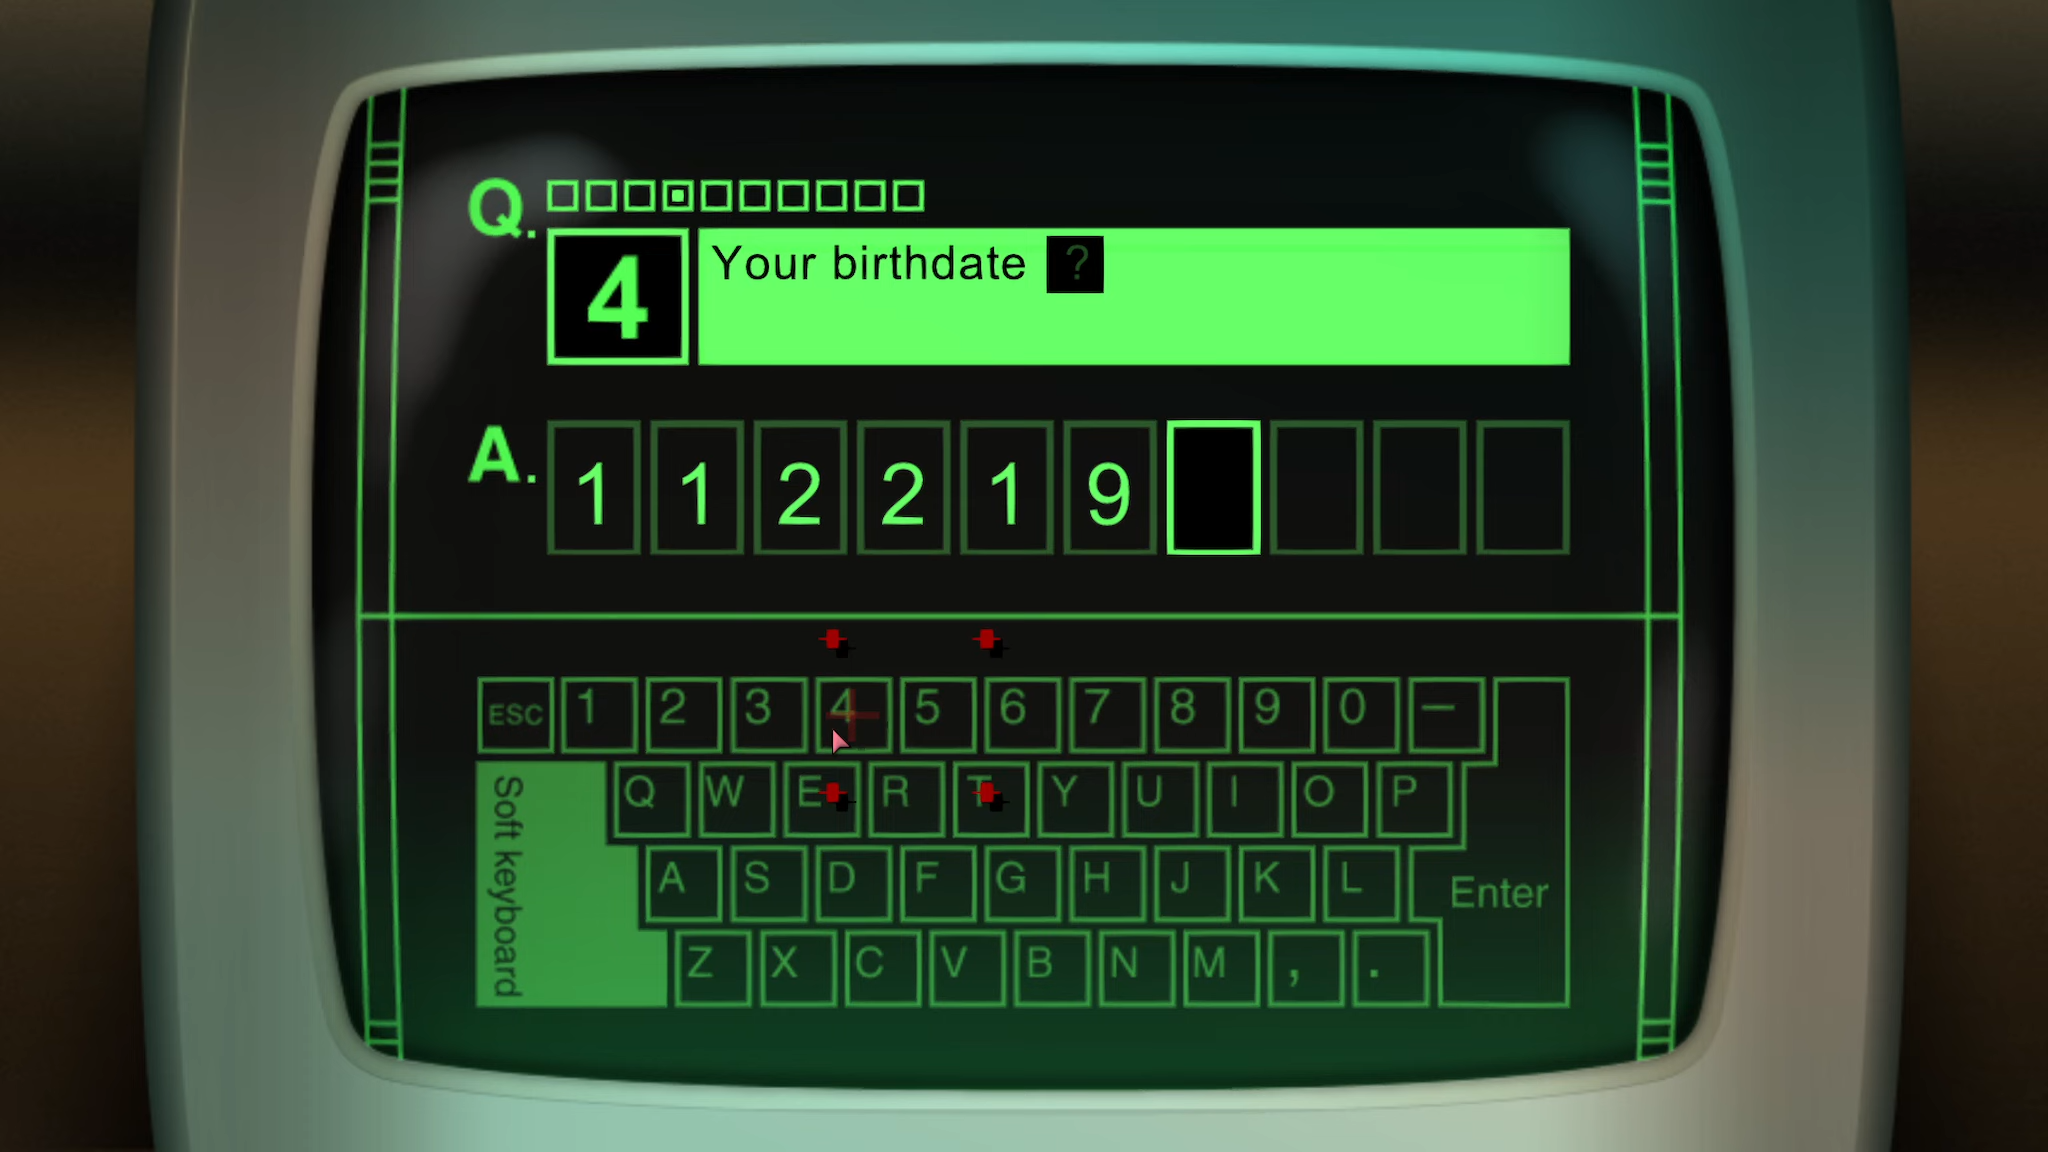 Q.
4 Your birthdate ?
A. 1 1 2 2 1 9
ESC 1 2 3 4 5 6 7 8 9 0 —
Q W E R T Y U I O P
A S D F G H J K L Enter
Z X C V B N M , .
Soft keyboard